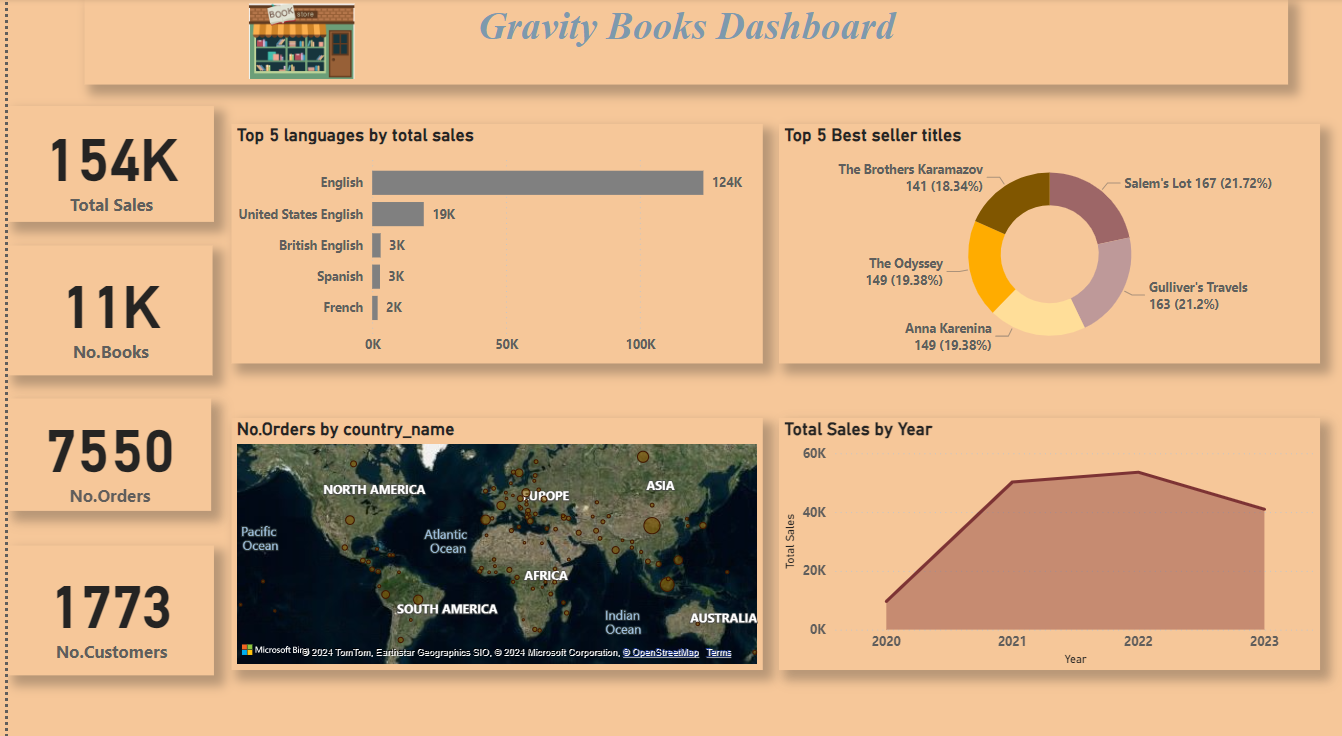 BOOK store
Gravity Books Dashboard
154K
Total Sales
11K
No.Books
7550
No.Orders
1773
No.Customers
Top 5 languages by total sales
English 124K
United States English 19K
British English 3K
Spanish 3K
French 2K
0K 50K 100K
Top 5 Best seller titles
The Brothers Karamazov
141 (18.34%)
Salem's Lot 167 (21.72%)
The Odyssey
149 (19.38%)
Gulliver's Travels
163 (21.2%)
Anna Karenina
149 (19.38%)
No.Orders by country_name
NORTH AMERICA
EUROPE
ASIA
Pacific
Ocean
Atlantic
Ocean
AFRICA
SOUTH AMERICA
Indian
Ocean
AUSTRALIA
Microsoft Bing
© 2024 TomTom, Earthstar Geographics SIO, © 2024 Microsoft Corporation, © OpenStreetMap Terms
Total Sales by Year
60K
40K
20K
0K
Total Sales
2020 2021 2022 2023
Year